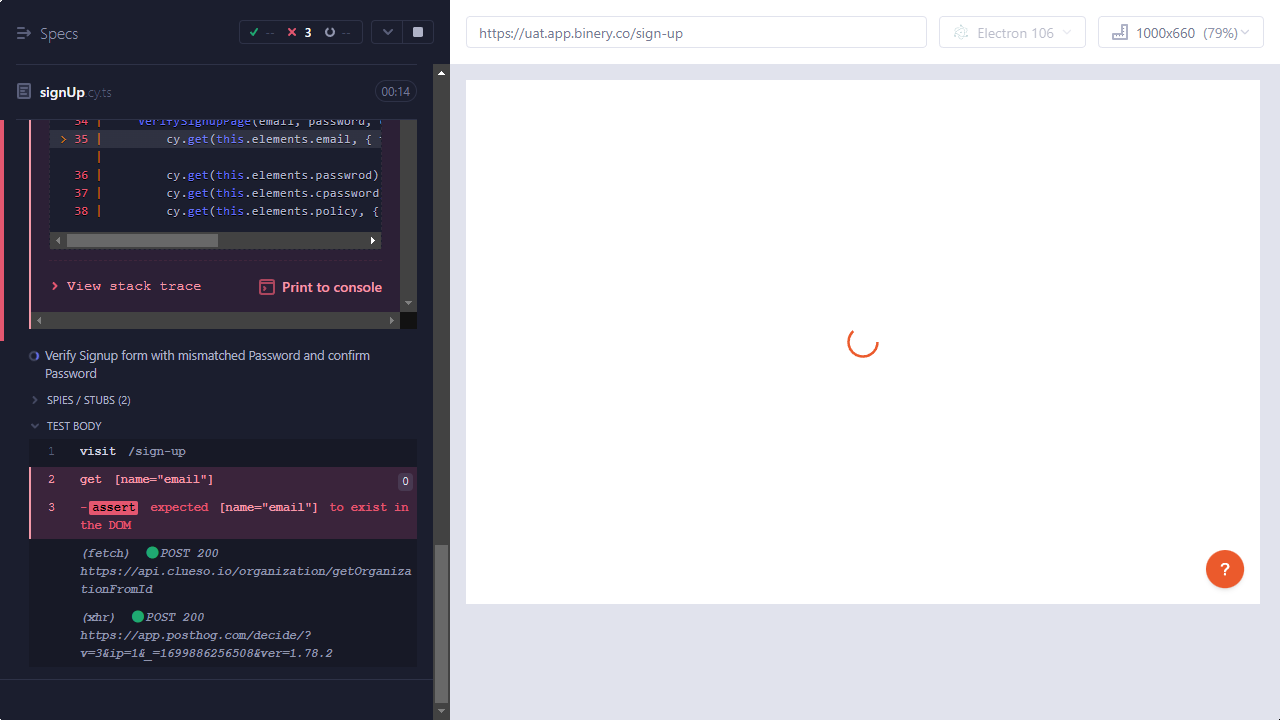 Specs
-- 3 --
https://uat.app.binery.co/sign-up
Electron 106
1000x660 (79%)
signUp.cy.ts
00:14
34 | VerifySignupPage(email, password,
> 35 | cy.get(this.elements.email, {
|
36 | cy.get(this.elements.passwrod)
37 | cy.get(this.elements.cpassword
38 | cy.get(this.elements.policy, {
View stack trace
Print to console
Verify Signup form with mismatched Password and confirm
Password
SPIES / STUBS (2)
TEST BODY
1 visit /sign-up
2 get [name="email"] 0
3 -assert expected [name="email"] to exist in
the DOM
(fetch) POST 200
https://api.clueso.io/organization/getOrganiza
tionFromId
(xhr) POST 200
https://app.posthog.com/decide/?
v=3&ip=1&_=1699886256508&ver=1.78.2
?